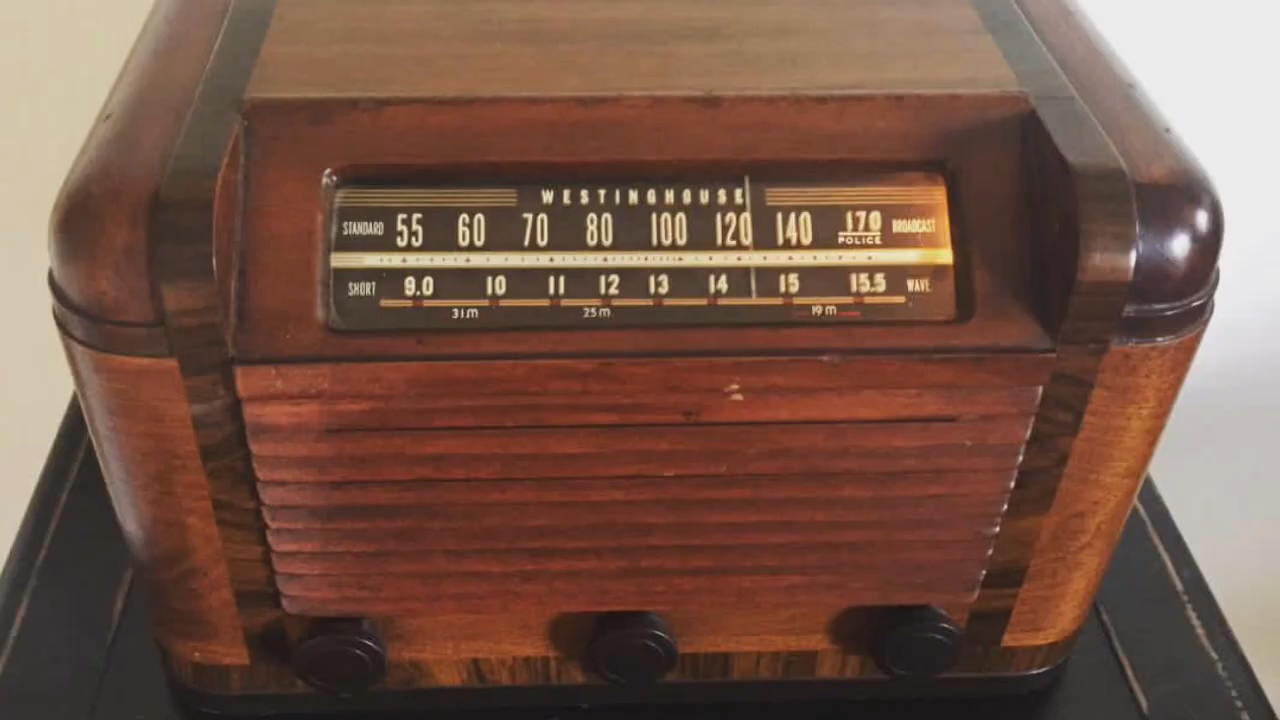 WESTINGHOUSE
STANDARD 55 60 70 80 100 120 140 170 BROADCAST
POLICE
SHORT 9.0 10 11 12 13 14 15 15.5 WAVE
31m 25m 19m